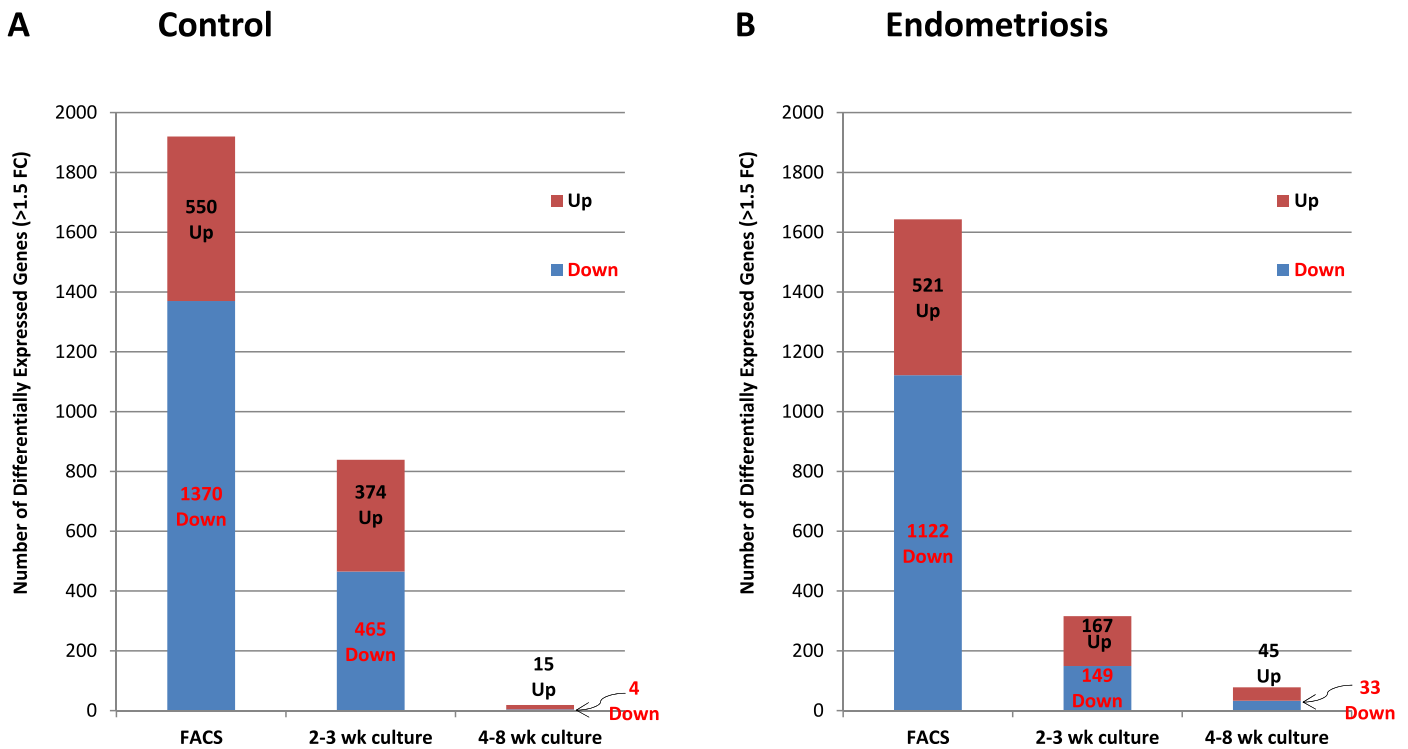 A Control
Number of Differentially Expressed Genes (>1.5 FC)
2000
1800
1600
1400
1200
1000
800
600
400
200
0
550
Up
1370
Down
374
Up
465
Down
15
Up
4
Down
Up
Down
FACS 2-3 wk culture 4-8 wk culture
B Endometriosis
Number of Differentially Expressed Genes (>1.5 FC)
2000
1800
1600
1400
1200
1000
800
600
400
200
0
521
Up
1122
Down
167
Up
149
Down
45
Up
33
Down
Up
Down
FACS 2-3 wk culture 4-8 wk culture